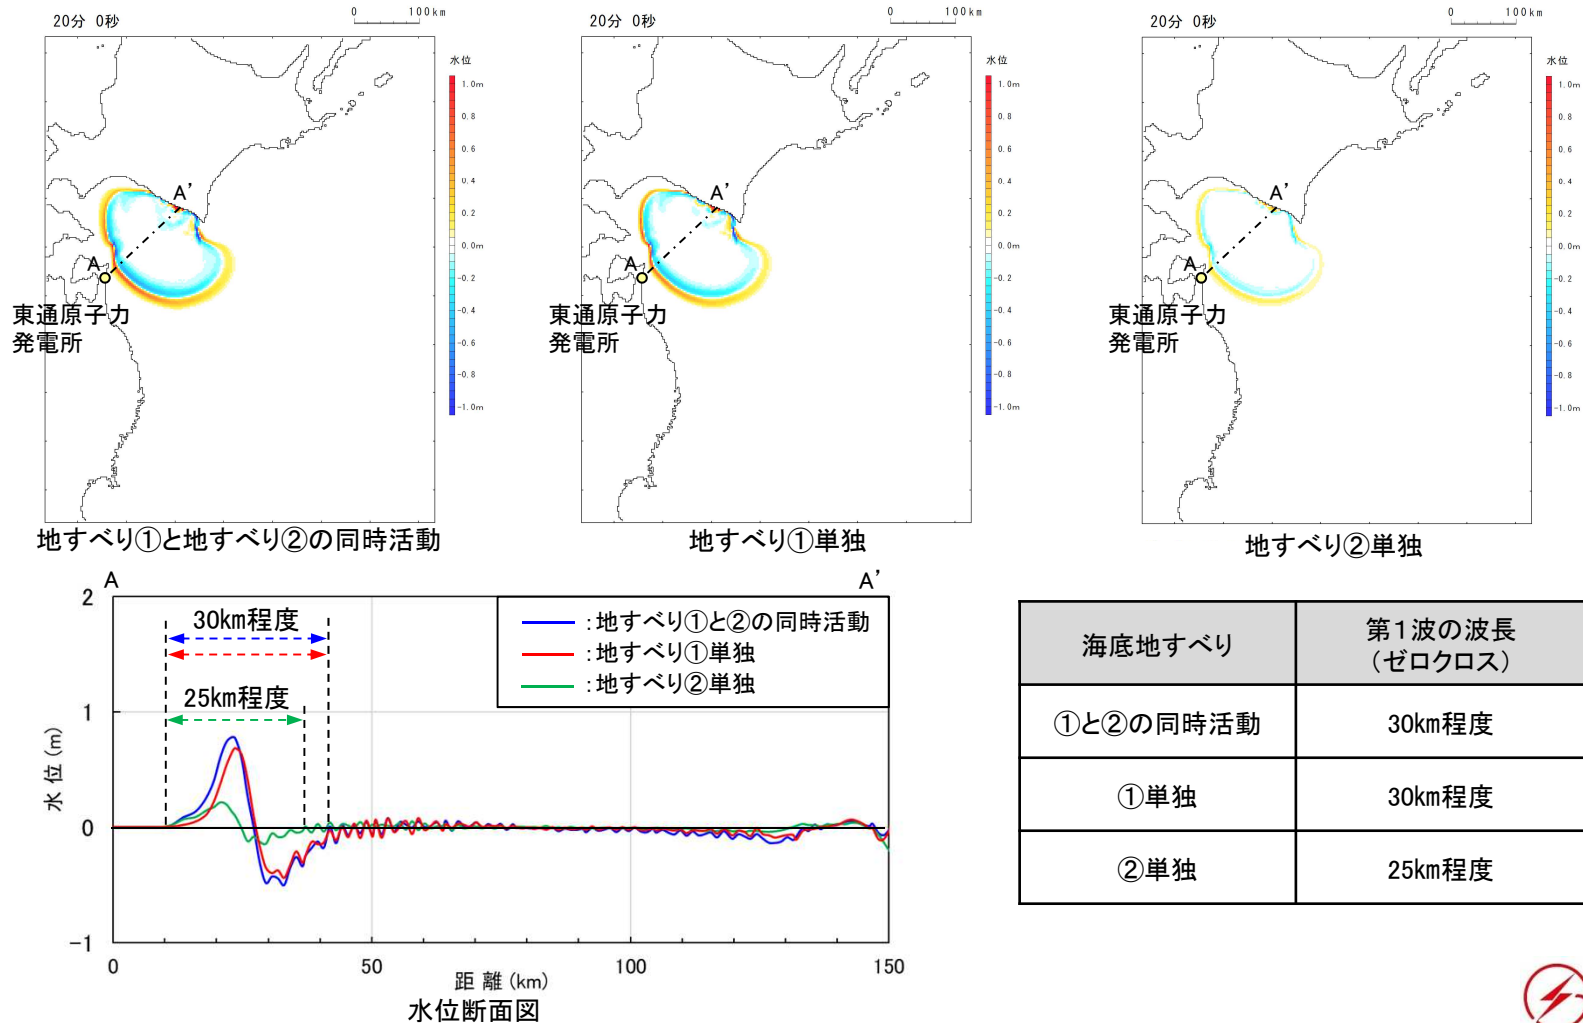 20分 0秒
0 100km
水位
1.0m
0.8
0.6
0.4
0.2
0.0m
-0.2
-0.4
-0.6
-0.8
-1.0m
A'
A
東通原子力
発電所
地すべり①と地すべり②の同時活動
20分 0秒
0 100km
水位
1.0m
0.8
0.6
0.4
0.2
0.0m
-0.2
-0.4
-0.6
-0.8
-1.0m
A'
A
東通原子力
発電所
地すべり①単独
20分 0秒
0 100km
水位
1.0m
0.8
0.6
0.4
0.2
0.0m
-0.2
-0.4
-0.6
-0.8
-1.0m
A'
A
東通原子力
発電所
地すべり②単独
A A'
2
1
0
-1
水 位 (m)
30km程度
25km程度
:地すべり①と②の同時活動
:地すべり①単独
:地すべり②単独
0 50 100 150
距 離 (km)
水位断面図
海底地すべり
第1波の波長
(ゼロクロス)
①と②の同時活動 30km程度
①単独 30km程度
②単独 25km程度